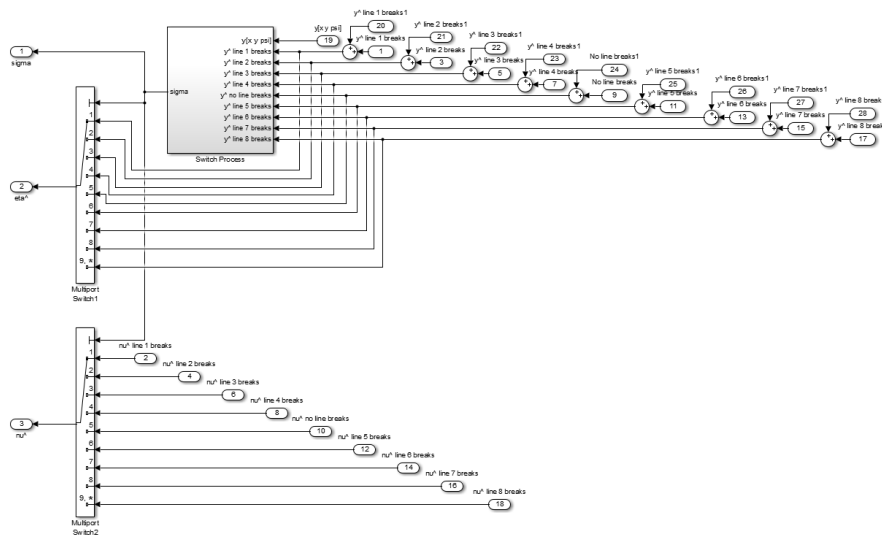 y^ line 1 breaks1
20
y^ line 2 breaks1
21
y^ line 3 breaks1
22
y^ line 4 breaks1
23
No line breaks1
24
y^ line 5 breaks1
25
y^ line 6 breaks1
26
y^ line 7 breaks1
27
y^ line 8 breaks
28
y[x y psi]
19
y^ line 1 breaks
1
y^ line 2 breaks
3
y^ line 3 breaks
5
y^ line 4 breaks
7
No line breaks
9
y^ line 5 breaks
11
y^ line 6 breaks
13
y^ line 7 breaks
15
y^ line 8 breaks
17
1
sigma
sigma
y[x y psi]
y^ line 1 breaks
y^ line 2 breaks
y^ line 3 breaks
y^ line 4 breaks
y^ no line breaks
y^ line 5 breaks
y^ line 6 breaks
y^ line 7 breaks
y^ line 8 breaks
Switch Process
2
eta^
1
2
3
4
5
6
7
8
9, *
Multiport
Switch1
3
nu^
1
2
3
4
5
6
7
8
9, *
Multiport
Switch2
nu^ line 1 breaks
2
nu^ line 2 breaks
4
nu^ line 3 breaks
6
nu^ line 4 breaks
8
nu^ no line breaks
10
nu^ line 5 breaks
12
nu^ line 6 breaks
14
nu^ line 7 breaks
16
nu^ line 8 breaks
18